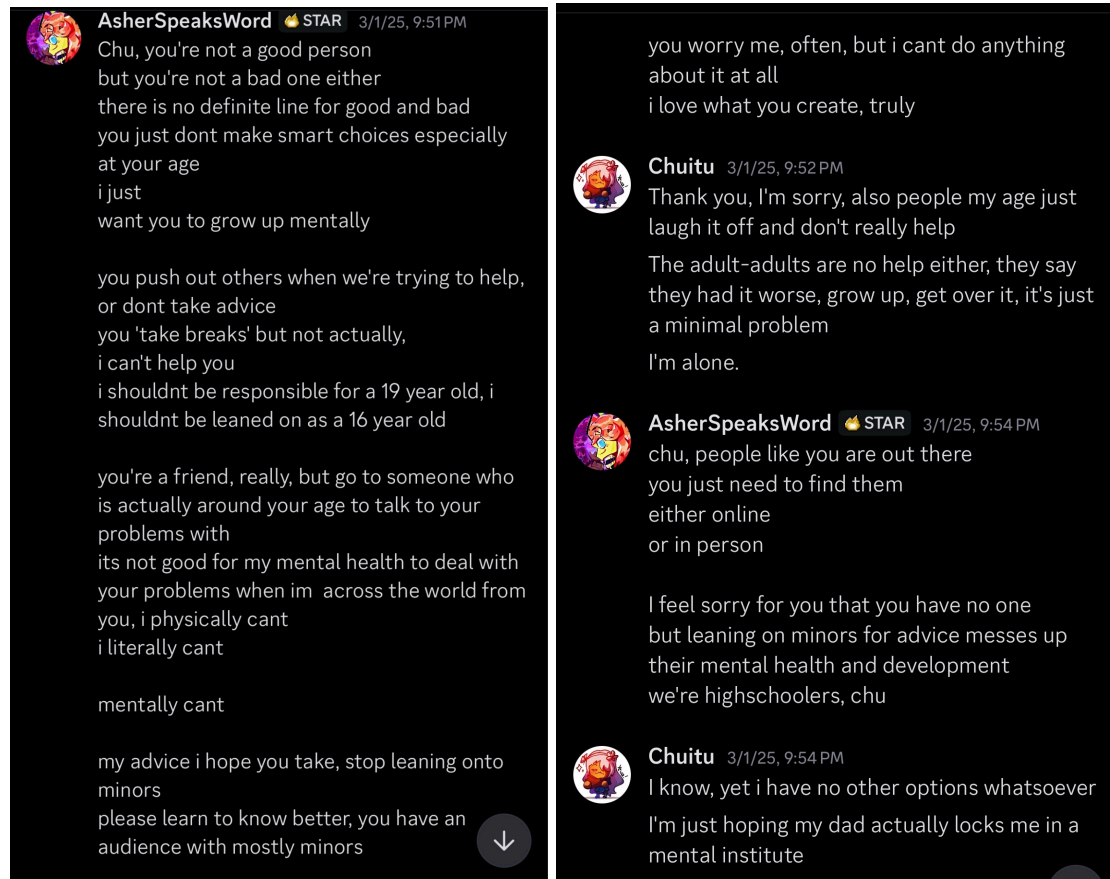 AsherSpeaksWord STAR 3/1/25, 9:51 PM
Chu, you're not a good person
but you're not a bad one either
there is no definite line for good and bad
you just dont make smart choices especially
at your age
i just
want you to grow up mentally
you push out others when we're trying to help,
or dont take advice
you 'take breaks' but not actually,
i can't help you
i shouldnt be responsible for a 19 year old, i
shouldnt be leaned on as a 16 year old
you're a friend, really, but go to someone who
is actually around your age to talk to your
problems with
its not good for my mental health to deal with
your problems when im across the world from
you, i physically cant
i literally cant
mentally cant
my advice i hope you take, stop leaning onto
minors
please learn to know better, you have an
audience with mostly minors
you worry me, often, but i cant do anything
about it at all
i love what you create, truly
Chuitu 3/1/25, 9:52 PM
Thank you, I'm sorry, also people my age just
laugh it off and don't really help
The adult-adults are no help either, they say
they had it worse, grow up, get over it, it's just
a minimal problem
I'm alone.
AsherSpeaksWord STAR 3/1/25, 9:54 PM
chu, people like you are out there
you just need to find them
either online
or in person
I feel sorry for you that you have no one
but leaning on minors for advice messes up
their mental health and development
we're highschoolers, chu
Chuitu 3/1/25, 9:54 PM
I know, yet i have no other options whatsoever
I'm just hoping my dad actually locks me in a
mental institute